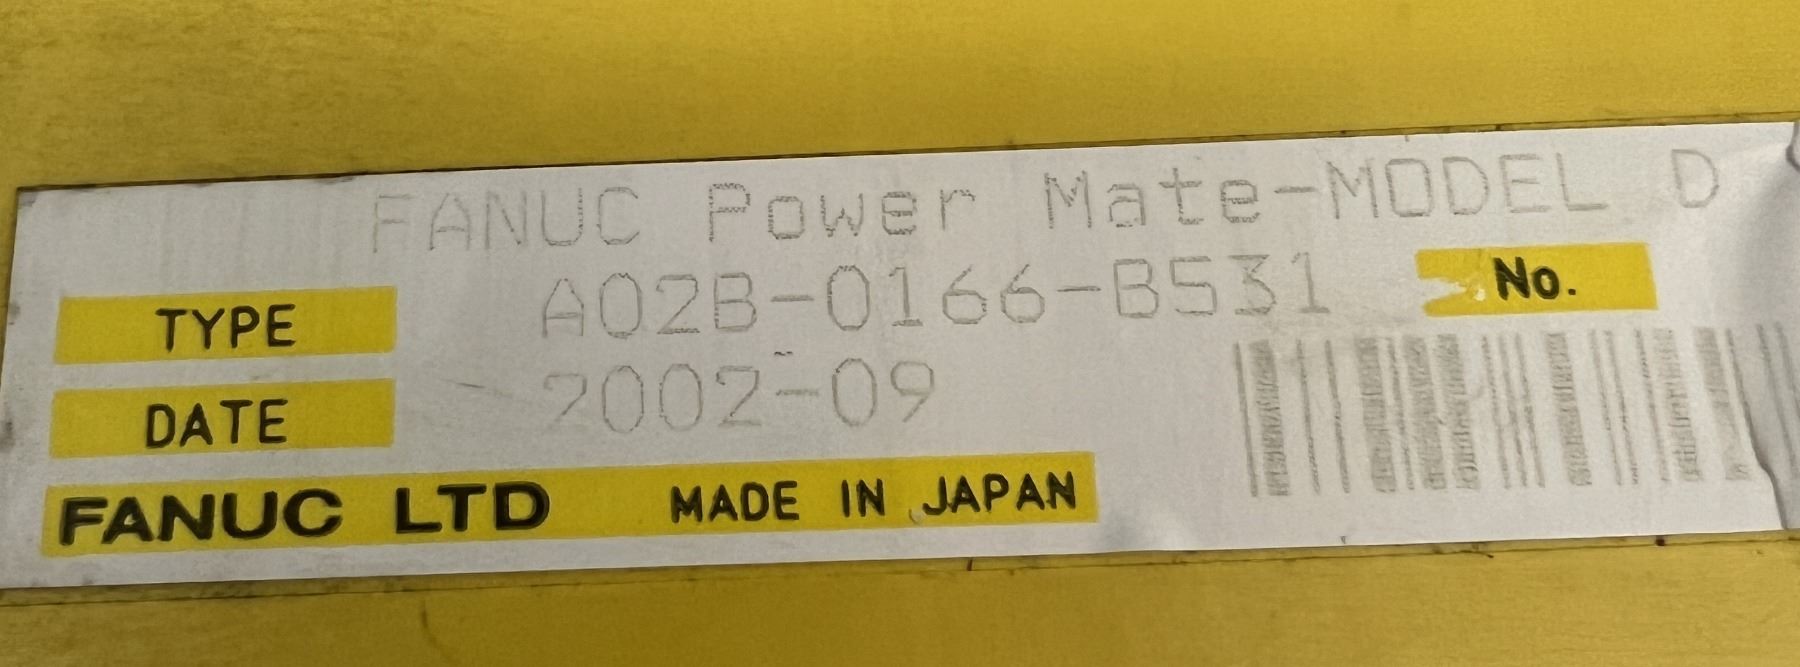 FANUC Power Mate-MODEL D
TYPE A02B-0166-B531 No.
DATE 2002-09
FANUC LTD MADE IN JAPAN